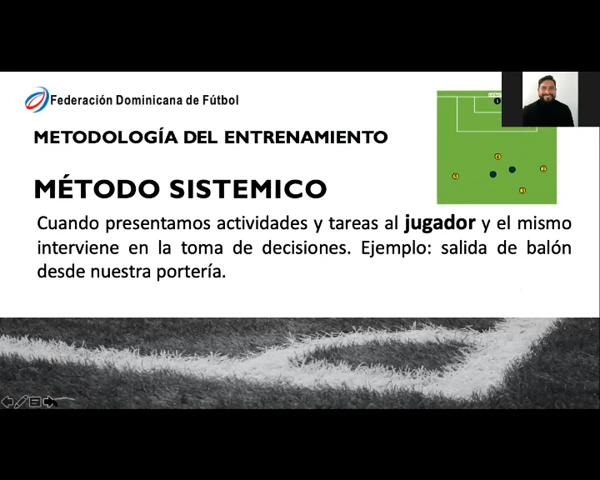 Federación Dominicana de Fútbol
METODOLOGÍA DEL ENTRENAMIENTO
MÉTODO SISTEMICO
Cuando presentamos actividades y tareas al jugador y el mismo
interviene en la toma de decisiones. Ejemplo: salida de balón
desde nuestra portería.